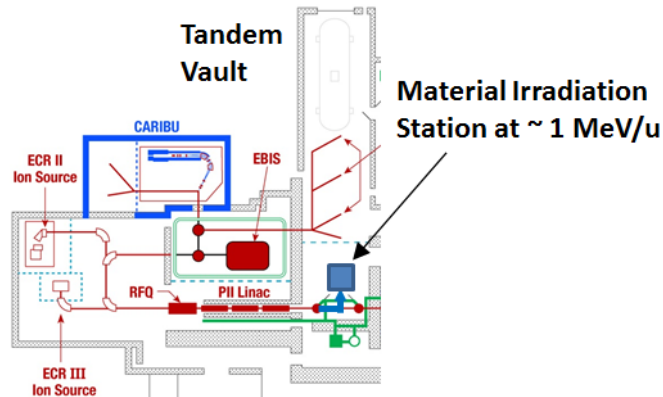 Tandem
Vault
Material Irradiation
Station at ~ 1 MeV/u
CARIBU
ECR II
Ion Source
EBIS
RFQ
PII Linac
ECR III
Ion Source